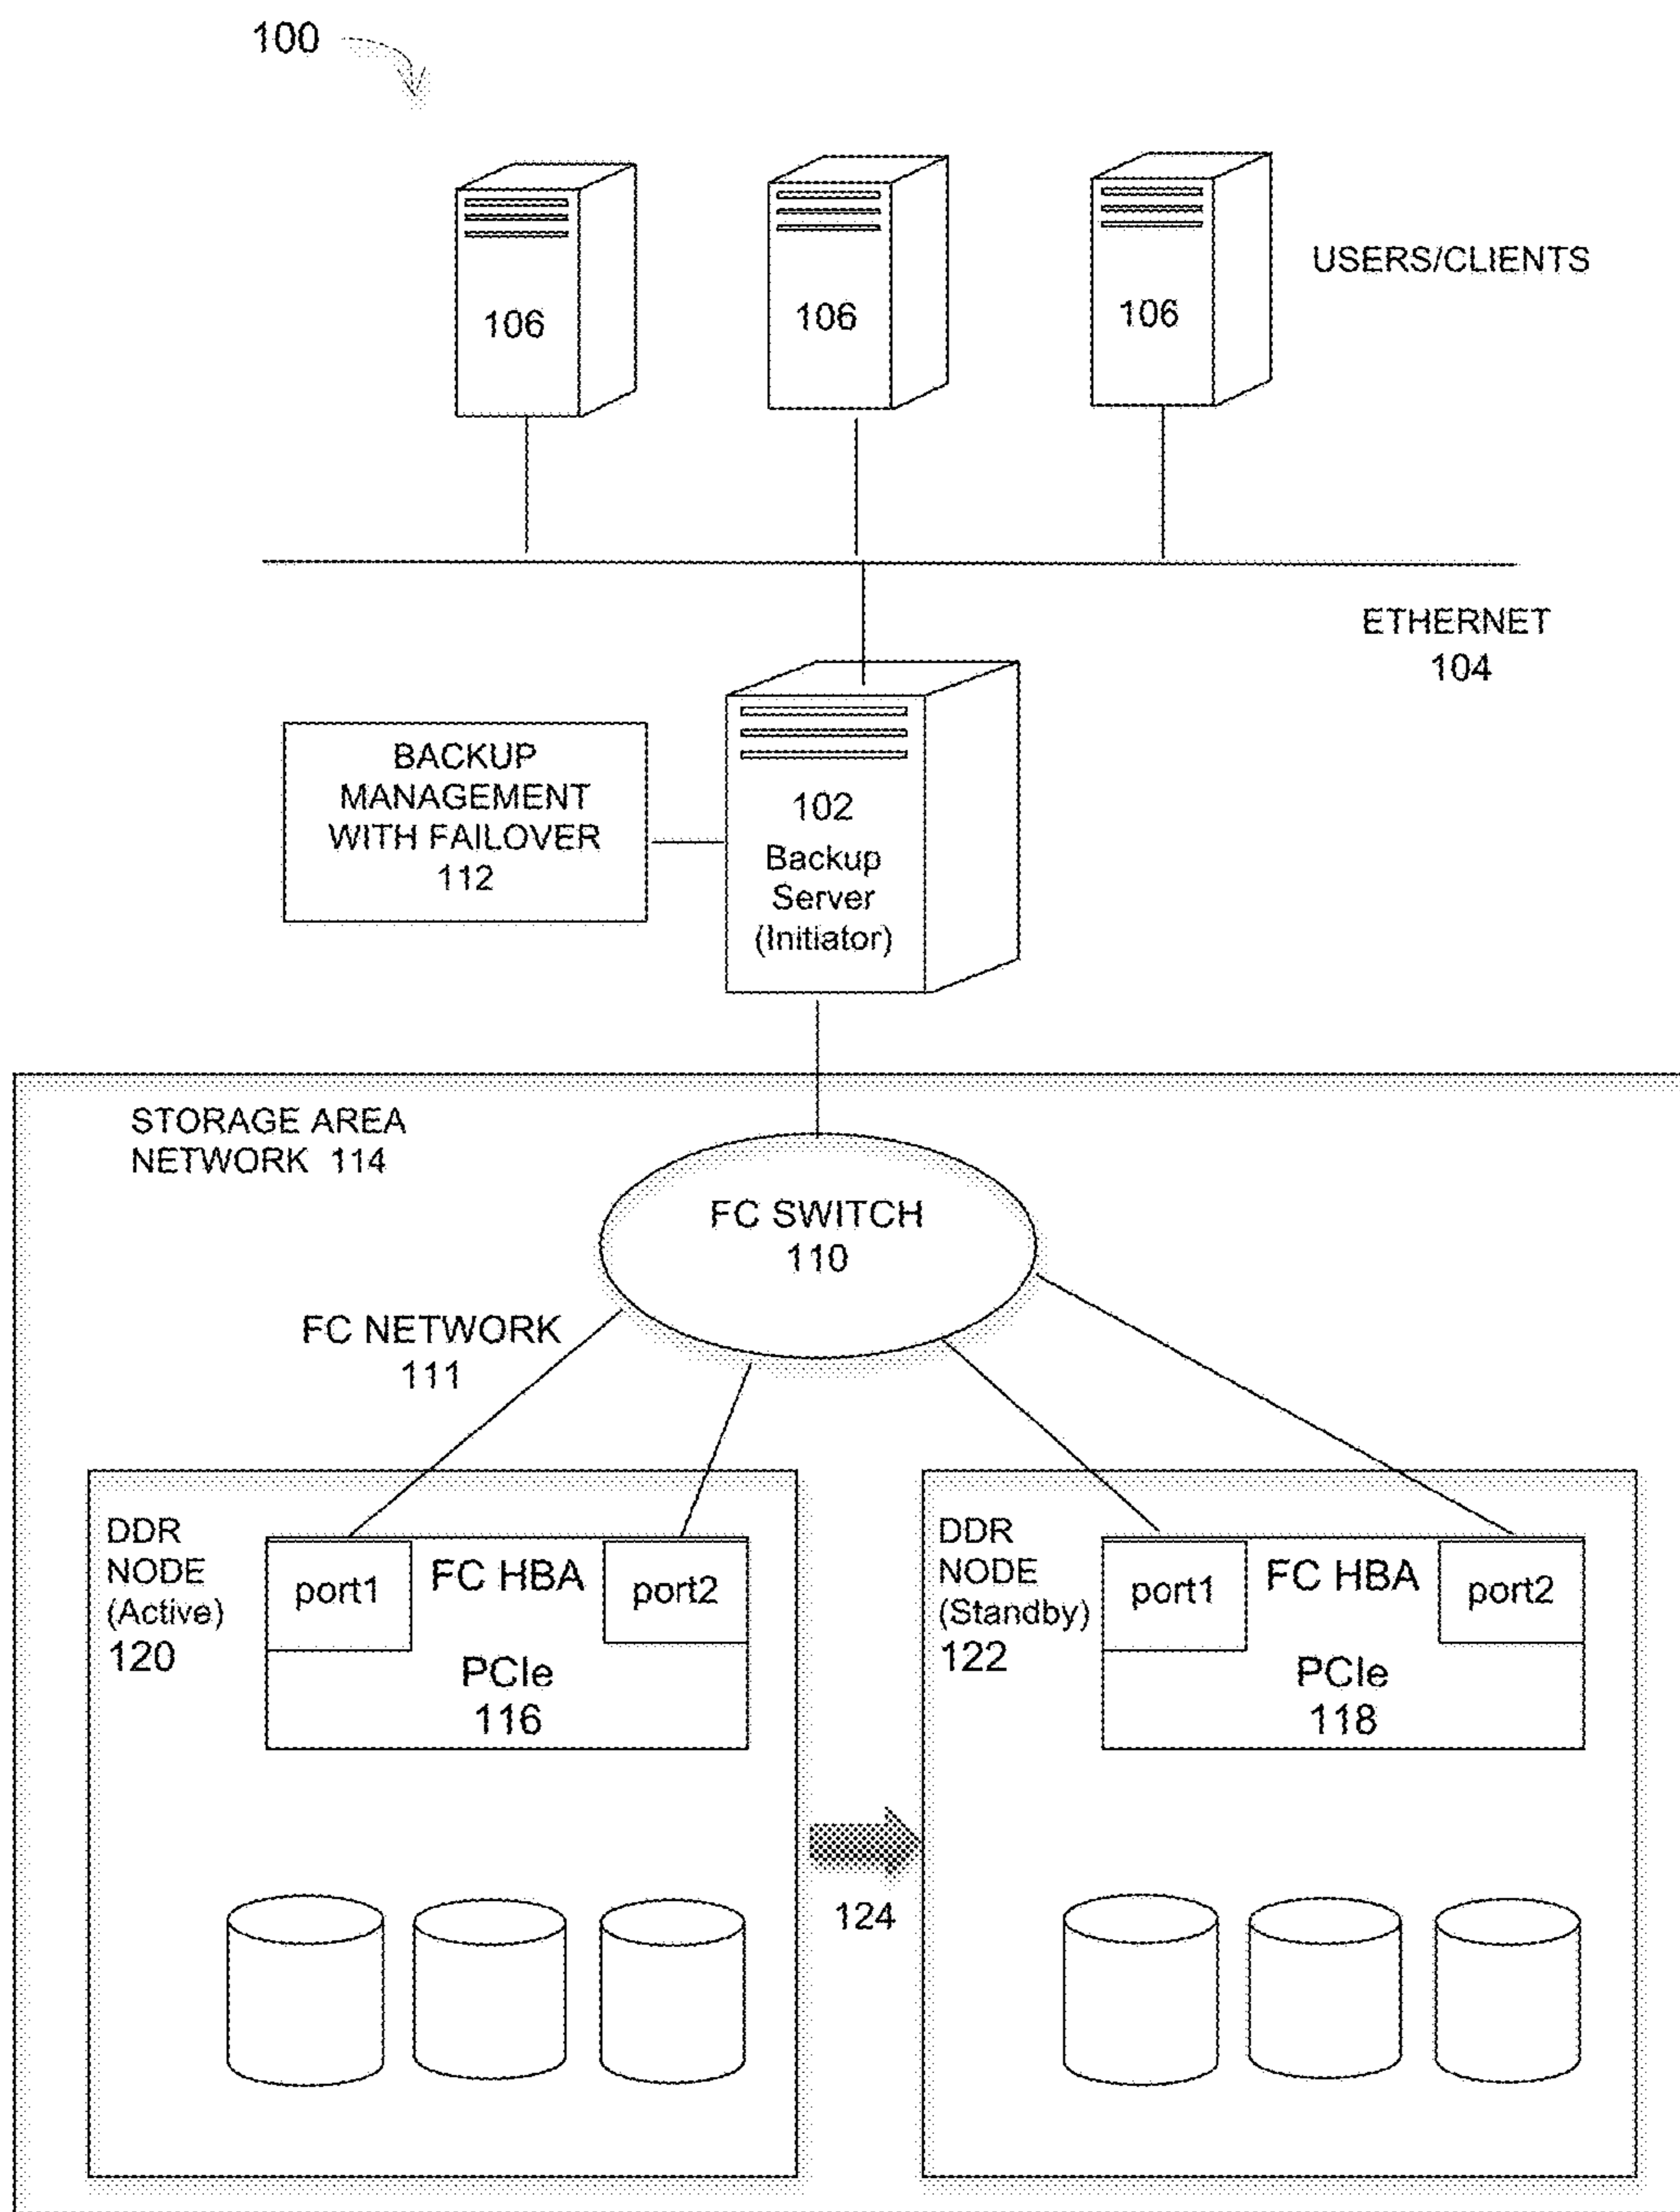 100
106
106
106
USERS/CLIENTS
ETHERNET
104
BACKUP
MANAGEMENT
WITH FAILOVER
112
102
Backup
Server
(Initiator)
STORAGE AREA
NETWORK 114
FC SWITCH
110
FC NETWORK
111
DDR
NODE
(Active)
120
port1
FC HBA
port2
PCIe
116
DDR
NODE
(Standby)
122
port1
FC HBA
port2
PCIe
118
124